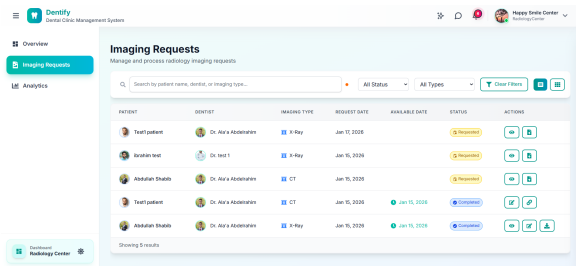 Dentify
Dental Clinic Management System
8
Happy Smile Center
RadiologyCenter
Overview
Imaging Requests
Analytics
Imaging Requests
Manage and process radiology imaging requests
Search by patient name, dentist, or imaging type...
All Status
All Types
Clear Filters
PATIENT DENTIST IMAGING TYPE REQUEST DATE AVAILABLE DATE STATUS ACTIONS
Test1 patient Dr. Ala'a Abdelrahim X-Ray Jan 17, 2026 Requested
ibrahim test Dr. test 1 X-Ray Jan 15, 2026 Requested
Abdullah Shabib Dr. Ala'a Abdelrahim CT Jan 15, 2026 Requested
Test1 patient Dr. Ala'a Abdelrahim CT Jan 15, 2026 Jan 15, 2026 Completed
Abdullah Shabib Dr. Ala'a Abdelrahim X-Ray Jan 15, 2026 Jan 15, 2026 Completed
Showing 5 results
Dashboard
Radiology Center